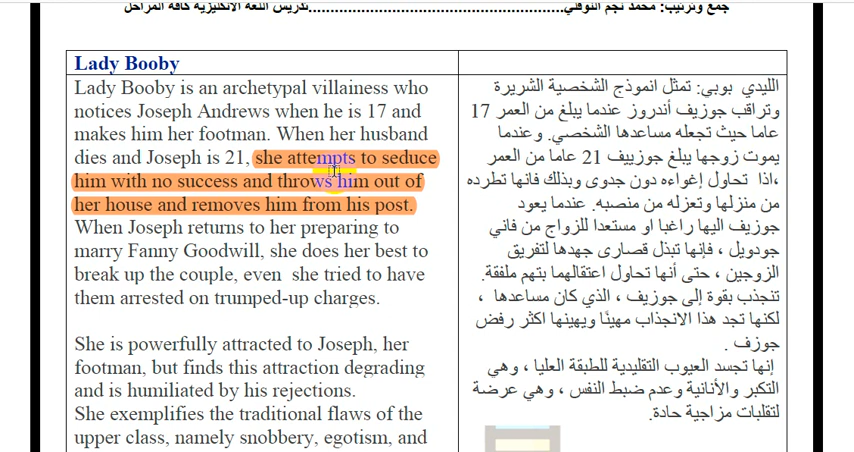 جمع وترتيب: محمد نجم التوفي......................................................تدريس اللغة الانكليزية كافة المراحل
Lady Booby
Lady Booby is an archetypal villainess who
notices Joseph Andrews when he is 17 and
makes him her footman. When her husband
dies and Joseph is 21, she attempts to seduce
him with no success and throws him out of
her house and removes him from his post.
When Joseph returns to her preparing to
marry Fanny Goodwill, she does her best to
break up the couple, even she tried to have
them arrested on trumped-up charges.
She is powerfully attracted to Joseph, her
footman, but finds this attraction degrading
and is humiliated by his rejections.
She exemplifies the traditional flaws of the
upper class, namely snobbery, egotism, and
الليدي بوبي: تمثل انموذج الشخصية الشريرة
وتراقب جوزيف أندروز عندما يبلغ من العمر 17
عاما حيث تجعله مساعدها الشخصي. وعندما
يموت زوجها يبلغ جوزييف 21 عاما من العمر
،اذا تحاول إغواءه دون جدوى وبذلك فانها تطرده
من منزلها وتعزله من منصبه. عندما يعود
جوزيف اليها راغبا او مستعدا للزواج من فاني
جودويل ، فإنها تبذل قصارى جهدها لتفريق
الزوجين ، حتى أنها تحاول اعتقالهما بتهم ملفقة.
تنجذب بقوة إلى جوزيف ، الذي كان مساعدها ،
لكنها تجد هذا الانجذاب مهينًا ويهينها اكثر رفض
جوزف .
إنها تجسد العيوب التقليدية للطبقة العليا ، وهي
التكبر والأنانية وعدم ضبط النفس ، وهي عرضة
لتقلبات مزاجية حادة.